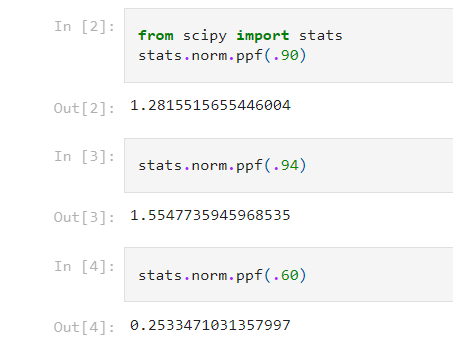 In [2]:
from scipy import stats
stats.norm.ppf(.90)
Out[2]: 1.2815515655446004
In [3]: stats.norm.ppf(.94)
Out[3]: 1.5547735945968535
In [4]: stats.norm.ppf(.60)
Out[4]: 0.2533471031357997